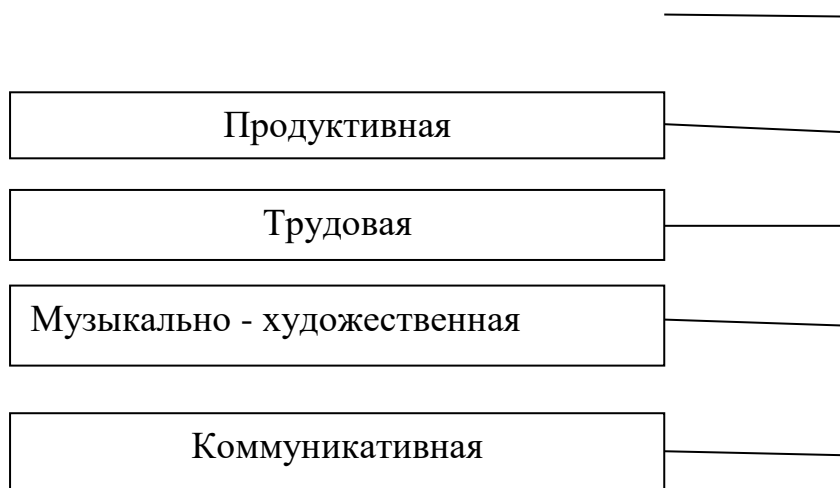 Продуктивная
Трудовая
Музыкально - художественная
Коммуникативная